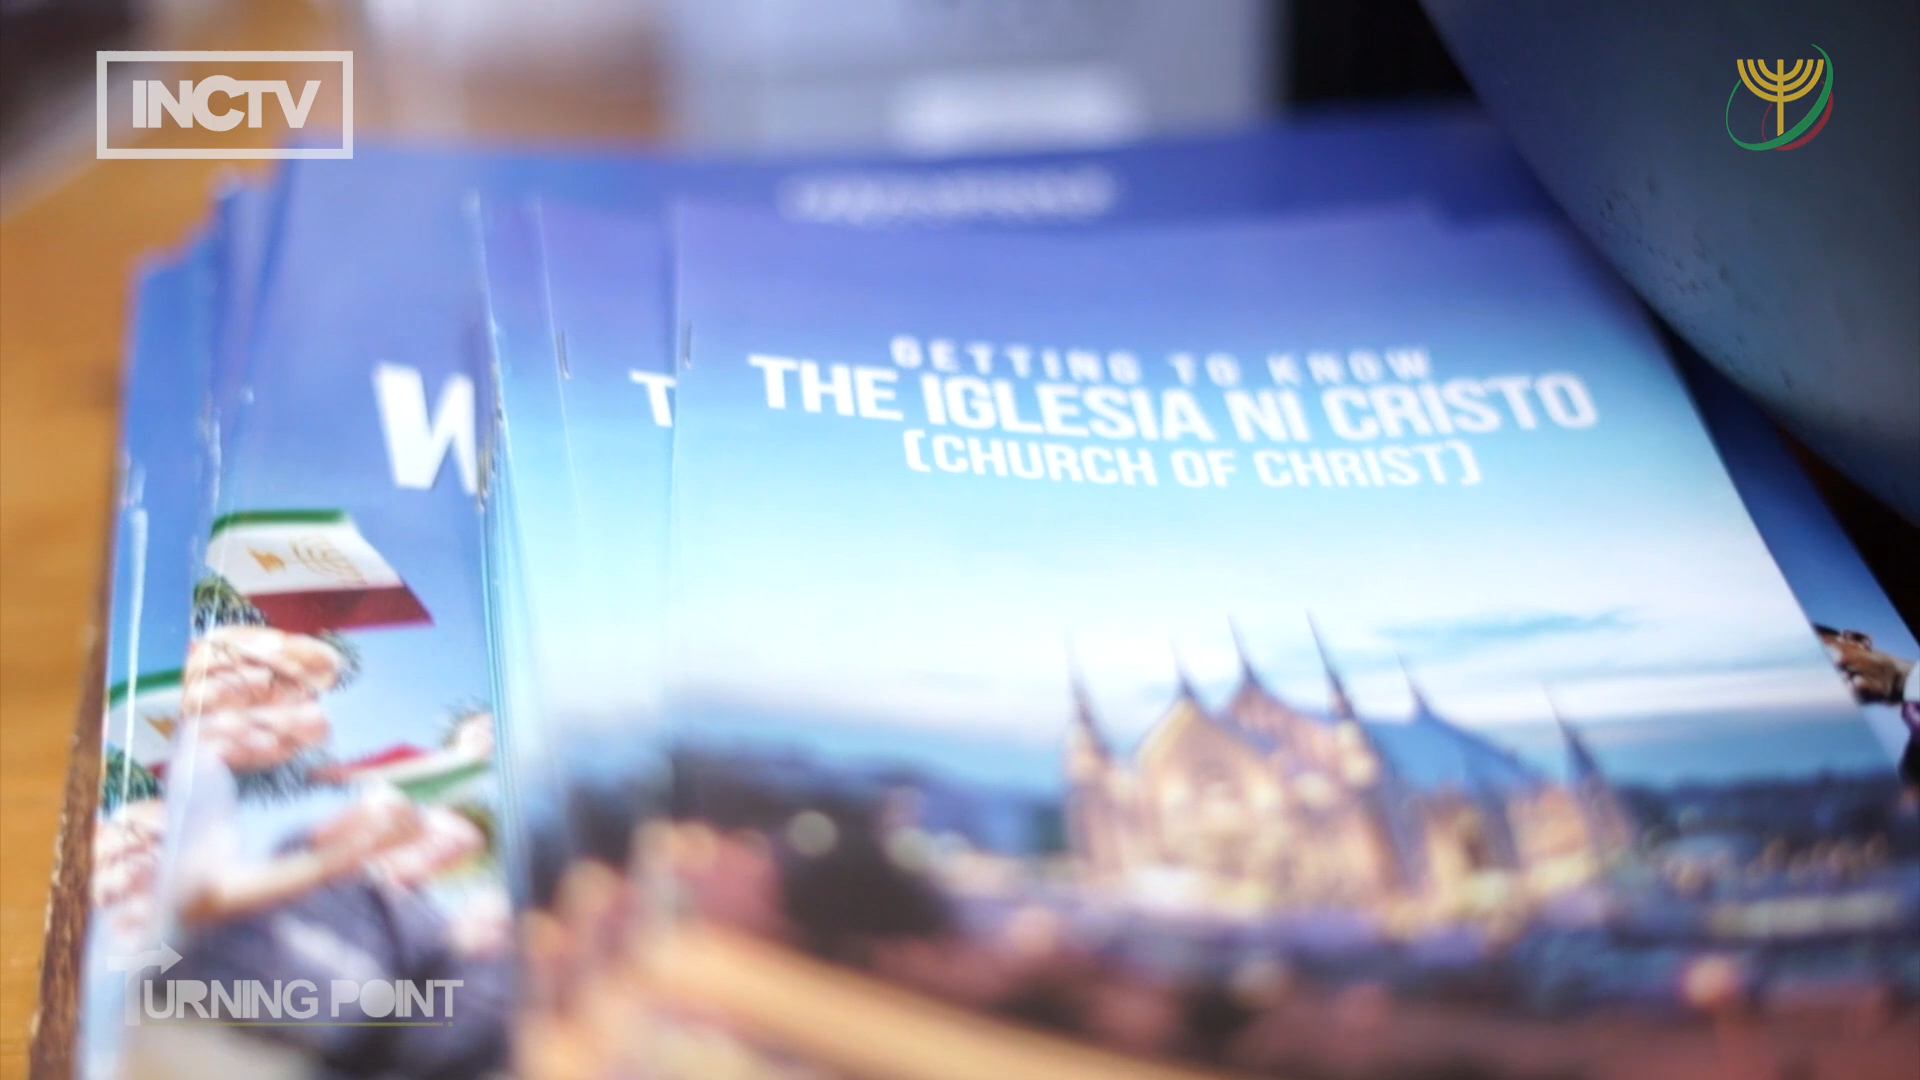 INCTV
GETTING TO KNOW
THE IGLESIA NI CRISTO
(CHURCH OF CHRIST)
W
T
TURNING POINT